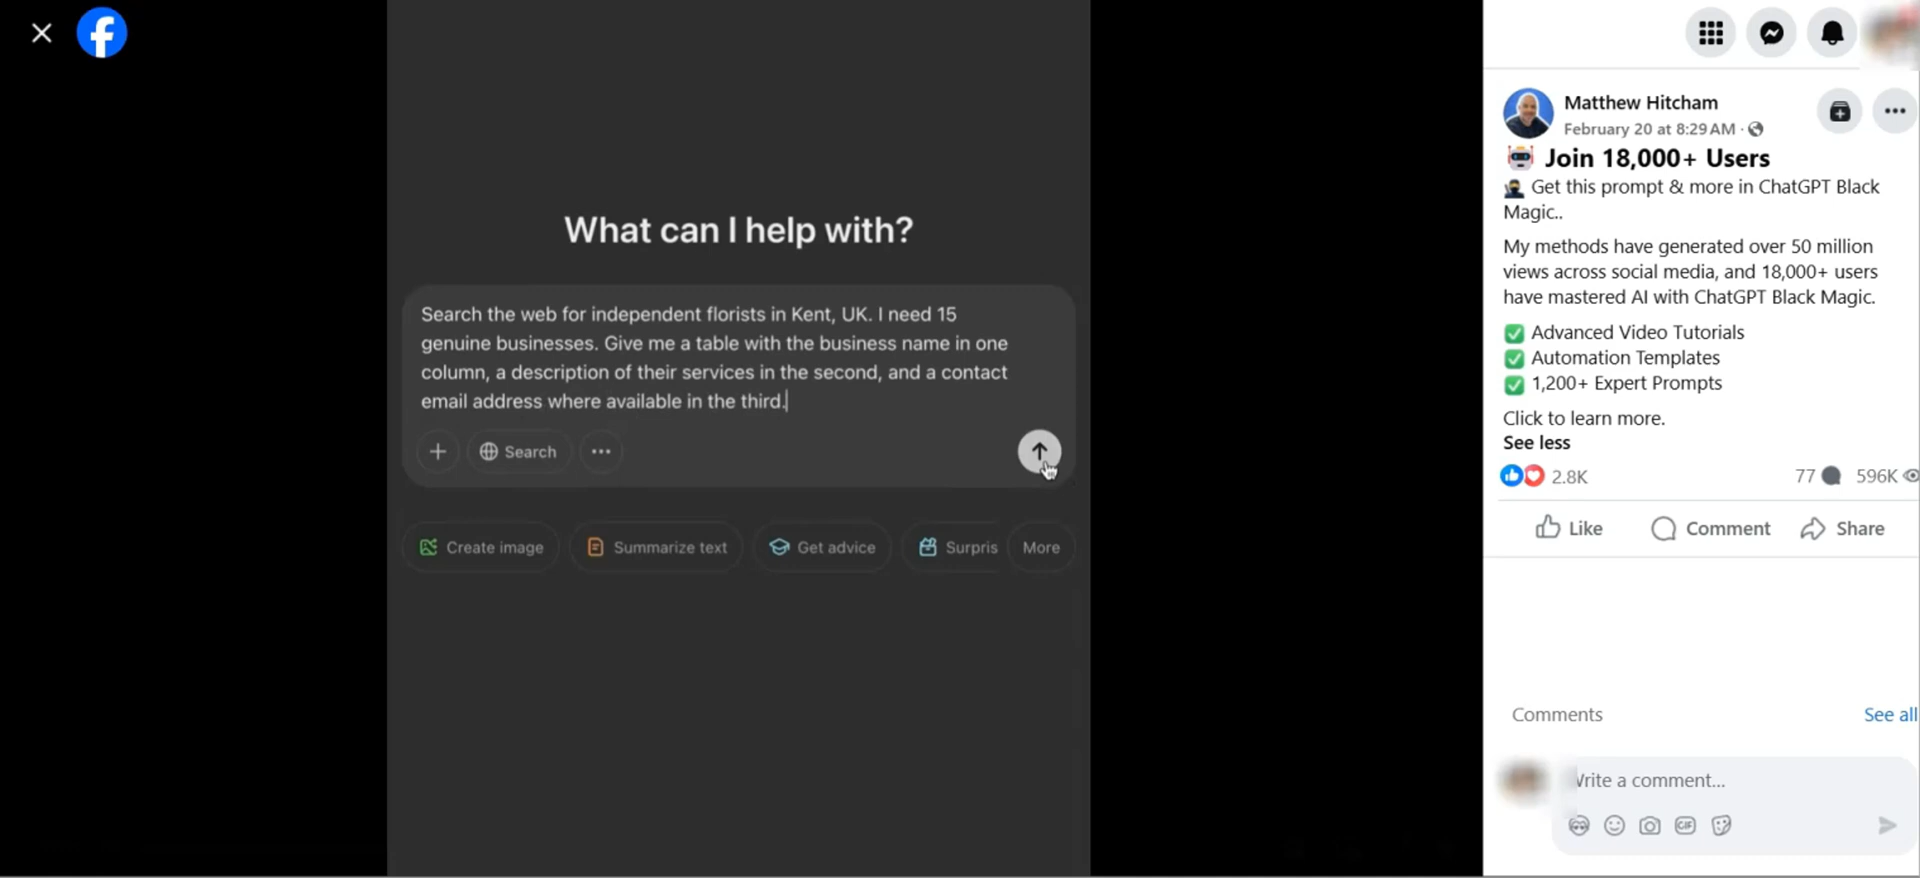 What can I help with?
Search the web for independent florists in Kent, UK. I need 15
genuine businesses. Give me a table with the business name in one
column, a description of their services in the second, and a contact
email address where available in the third.
Search
Create image
Summarize text
Get advice
Surpris
More
Matthew Hitcham
February 20 at 8:29 AM ·
Join 18,000+ Users
Get this prompt & more in ChatGPT Black
Magic..
My methods have generated over 50 million
views across social media, and 18,000+ users
have mastered AI with ChatGPT Black Magic.
Advanced Video Tutorials
Automation Templates
1,200+ Expert Prompts
Click to learn more.
See less
2.8K
77
596K
Like
Comment
Share
Comments
See all
Write a comment...
GIF